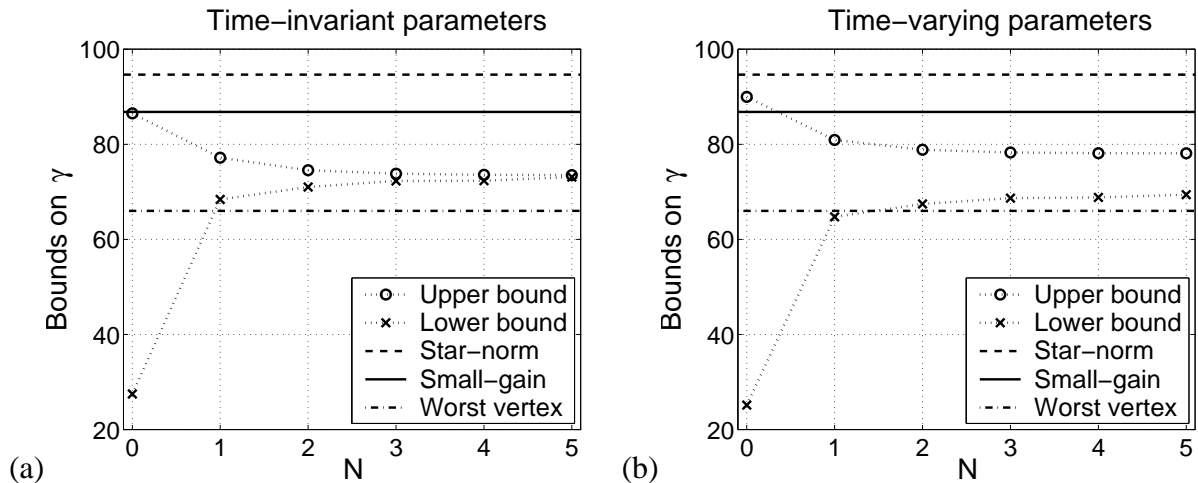 Time−invariant parameters
100
80
60
40
20
Bounds on γ
Upper bound
Lower bound
Star−norm
Small−gain
Worst vertex
0 1 2 3 4 5
N
(a)
Time−varying parameters
100
80
60
40
20
Bounds on γ
Upper bound
Lower bound
Star−norm
Small−gain
Worst vertex
0 1 2 3 4 5
N
(b)